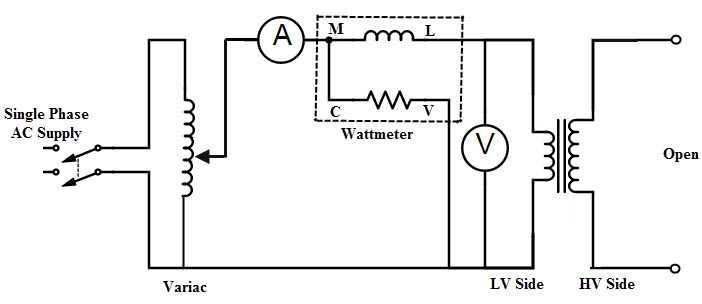 A
M
L
C
V
Wattmeter
Single Phase
AC Supply
V
Open
Variac
LV Side
HV Side